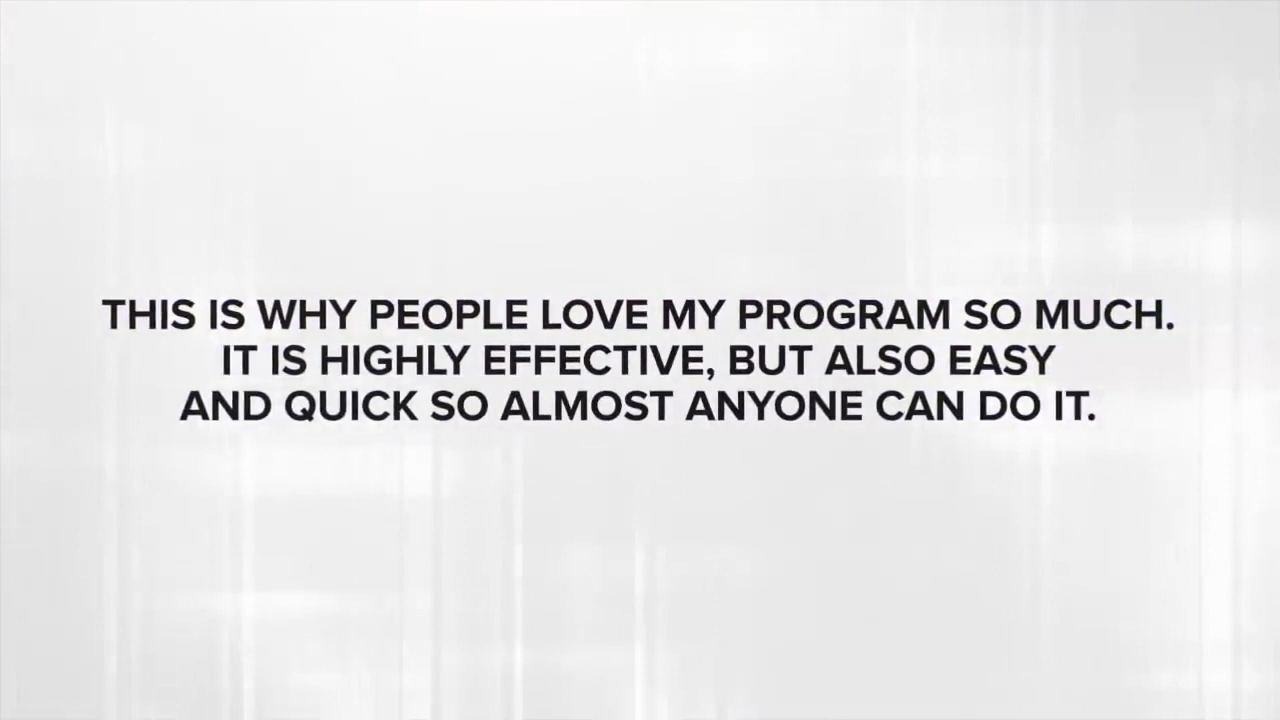 THIS IS WHY PEOPLE LOVE MY PROGRAM SO MUCH.
IT IS HIGHLY EFFECTIVE, BUT ALSO EASY
AND QUICK SO ALMOST ANYONE CAN DO IT.